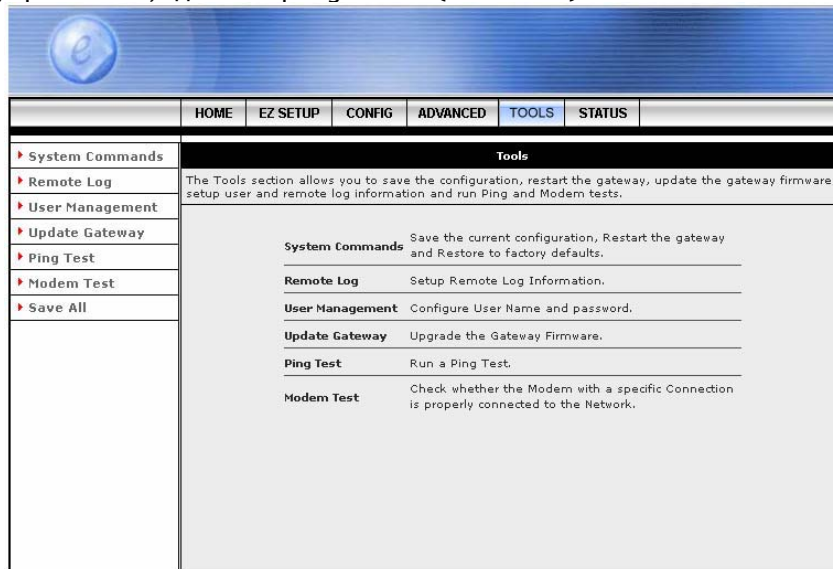 HOME EZ SETUP CONFIG ADVANCED TOOLS STATUS
System Commands
Remote Log
User Management
Update Gateway
Ping Test
Modem Test
Save All
Tools
The Tools section allows you to save the configuration, restart the gateway, update the gateway firmware
setup user and remote log information and run Ping and Modem tests.
System Commands Save the current configuration, Restart the gateway
and Restore to factory defaults.
Remote Log Setup Remote Log Information.
User Management Configure User Name and password.
Update Gateway Upgrade the Gateway Firmware.
Ping Test Run a Ping Test.
Modem Test Check whether the Modem with a specific Connection
is properly connected to the Network.